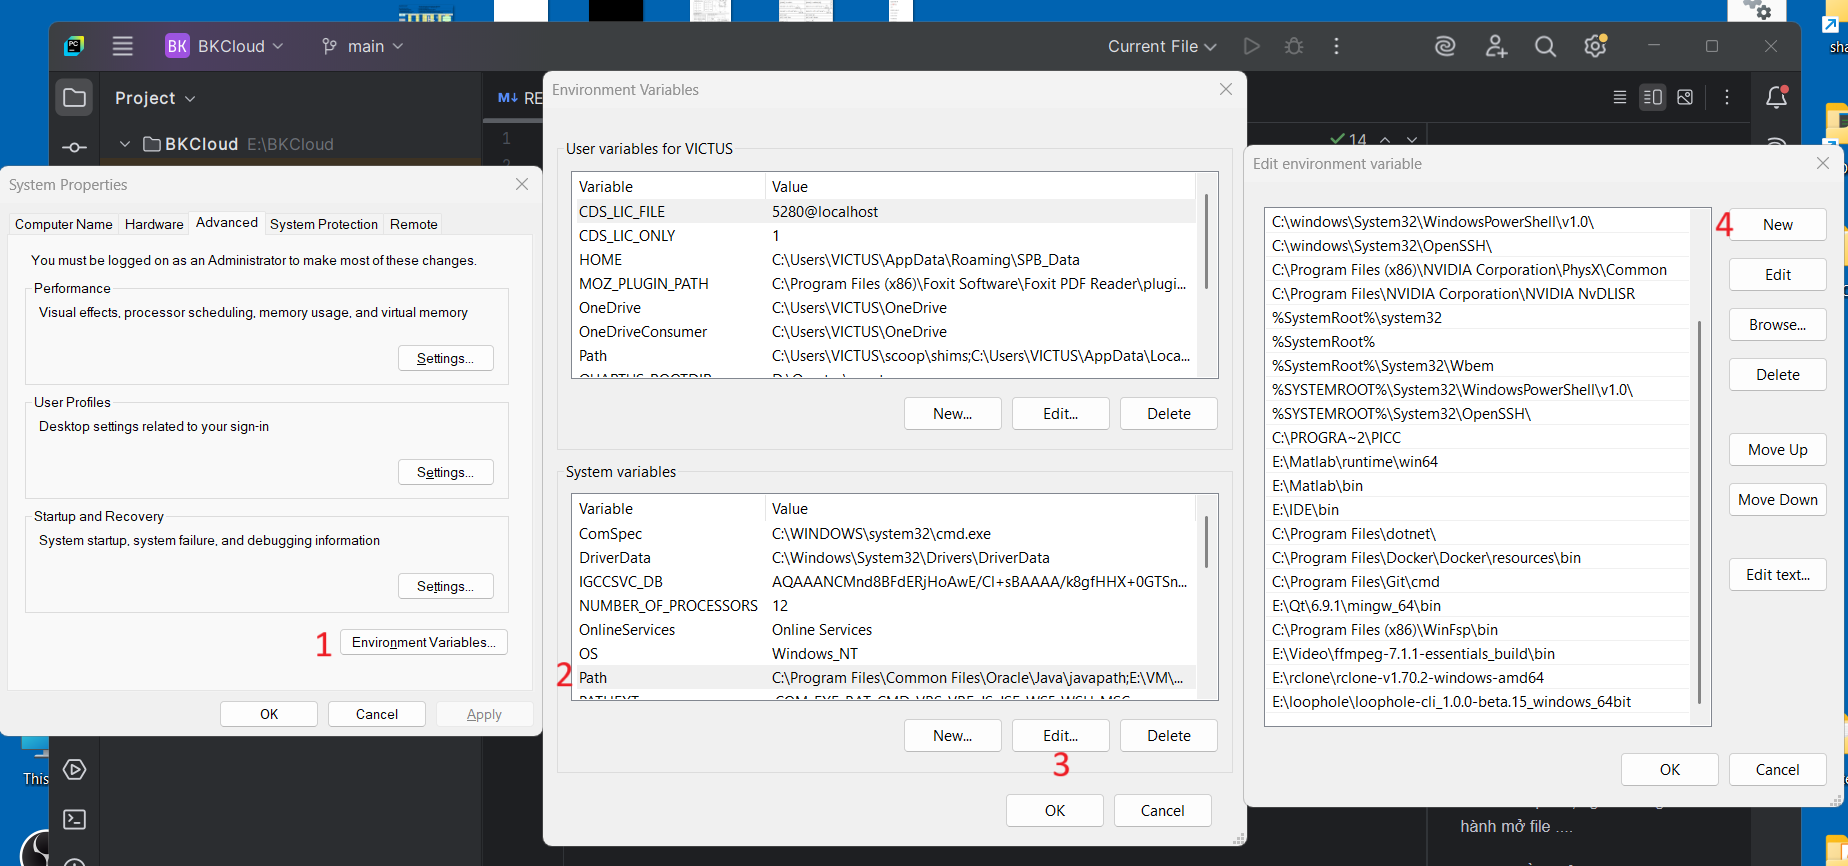 BK BKCloud
main
Current File
Project
M↓ RE
BKCloud E:\BKCloud
1
14
System Properties
Computer Name Hardware Advanced System Protection Remote
You must be logged on as an Administrator to make most of these changes.
Performance
Visual effects, processor scheduling, memory usage, and virtual memory
Settings...
User Profiles
Desktop settings related to your sign-in
Settings...
Startup and Recovery
System startup, system failure, and debugging information
Settings...
1 Environment Variables...
OK Cancel Apply
This
Environment Variables
User variables for VICTUS
Variable Value
CDS_LIC_FILE 5280@localhost
CDS_LIC_ONLY 1
HOME C:\Users\VICTUS\AppData\Roaming\SPB_Data
MOZ_PLUGIN_PATH C:\Program Files (x86)\Foxit Software\Foxit PDF Reader\plugi...
OneDrive C:\Users\VICTUS\OneDrive
OneDriveConsumer C:\Users\VICTUS\OneDrive
Path C:\Users\VICTUS\scoop\shims;C:\Users\VICTUS\AppData\Loca...
New... Edit... Delete
System variables
Variable Value
ComSpec C:\WINDOWS\system32\cmd.exe
DriverData C:\Windows\System32\Drivers\DriverData
IGCCSVC_DB AQAAANCMnd8BFdERjHoAwE/Cl+sBAAAA/k8gfHHX+0GTSn...
NUMBER_OF_PROCESSORS 12
OnlineServices Online Services
OS Windows_NT
2 Path C:\Program Files\Common Files\Oracle\Java\javapath;E:\VM\...
New... Edit... Delete
3
OK Cancel
Edit environment variable
C:\windows\System32\WindowsPowerShell\v1.0\
C:\windows\System32\OpenSSH\
C:\Program Files (x86)\NVIDIA Corporation\PhysX\Common
C:\Program Files\NVIDIA Corporation\NVIDIA NvDLISR
%SystemRoot%\system32
%SystemRoot%
%SystemRoot%\System32\Wbem
%SYSTEMROOT%\System32\WindowsPowerShell\v1.0\
%SYSTEMROOT%\System32\OpenSSH\
C:\PROGRA~2\PICC
E:\Matlab\runtime\win64
E:\Matlab\bin
E:\IDE\bin
C:\Program Files\dotnet\
C:\Program Files\Docker\Docker\resources\bin
C:\Program Files\Git\cmd
E:\Qt\6.9.1\mingw_64\bin
C:\Program Files (x86)\WinFsp\bin
E:\Video\ffmpeg-7.1.1-essentials_build\bin
E:\rclone\rclone-v1.70.2-windows-amd64
E:\loophole\loophole-cli_1.0.0-beta.15_windows_64bit
4 New
Edit
Browse...
Delete
Move Up
Move Down
Edit text...
OK Cancel
hành mở file ....
sha